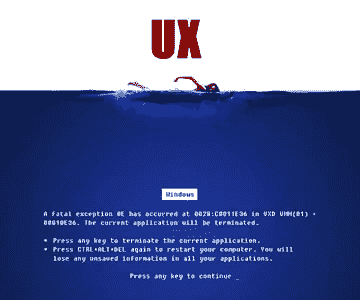 UX
Windows
A fatal exception 0E has occurred at 0028:C0011E36 in VXD VMM(01) +
00010E36. The current application will be terminated.
* Press any key to terminate the current application.
* Press CTRL+ALT+DEL again to restart your computer. You will
lose any unsaved information in all your applications.
Press any key to continue _